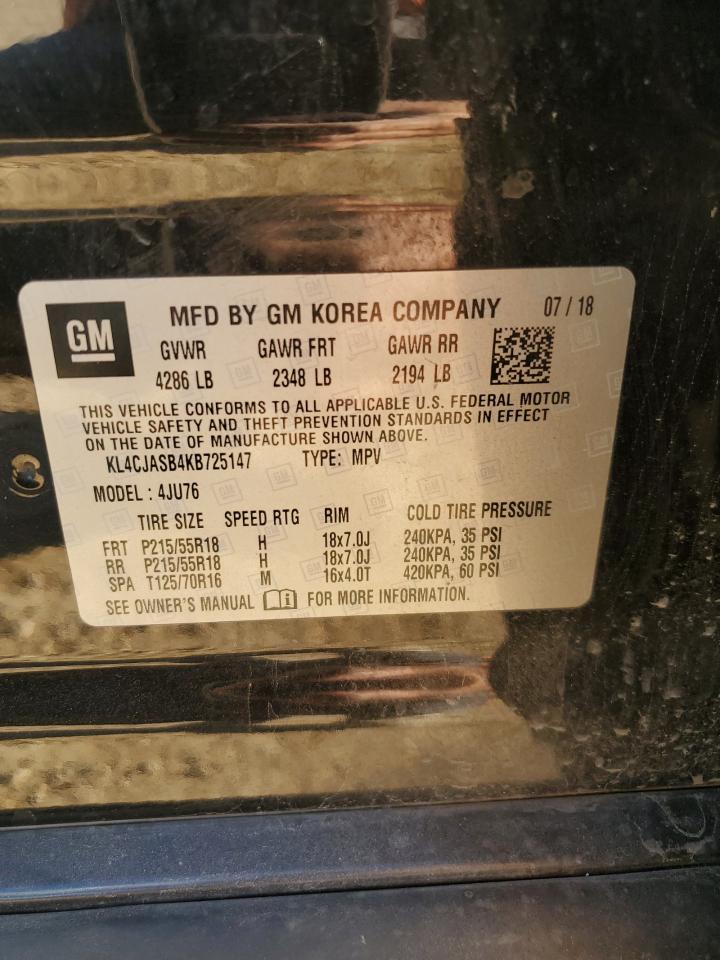 GM
MFD BY GM KOREA COMPANY 07 / 18
GVWR GAWR FRT GAWR RR
4286 LB 2348 LB 2194 LB
THIS VEHICLE CONFORMS TO ALL APPLICABLE U.S. FEDERAL MOTOR
VEHICLE SAFETY AND THEFT PREVENTION STANDARDS IN EFFECT
ON THE DATE OF MANUFACTURE SHOWN ABOVE.
KL4CJASB4KB725147 TYPE: MPV
MODEL : 4JU76
TIRE SIZE SPEED RTG RIM COLD TIRE PRESSURE
FRT P215/55R18 H 18x7.0J 240KPA, 35 PSI
RR P215/55R18 H 18x7.0J 240KPA, 35 PSI
SPA T125/70R16 M 16x4.0T 420KPA, 60 PSI
SEE OWNER'S MANUAL FOR MORE INFORMATION.